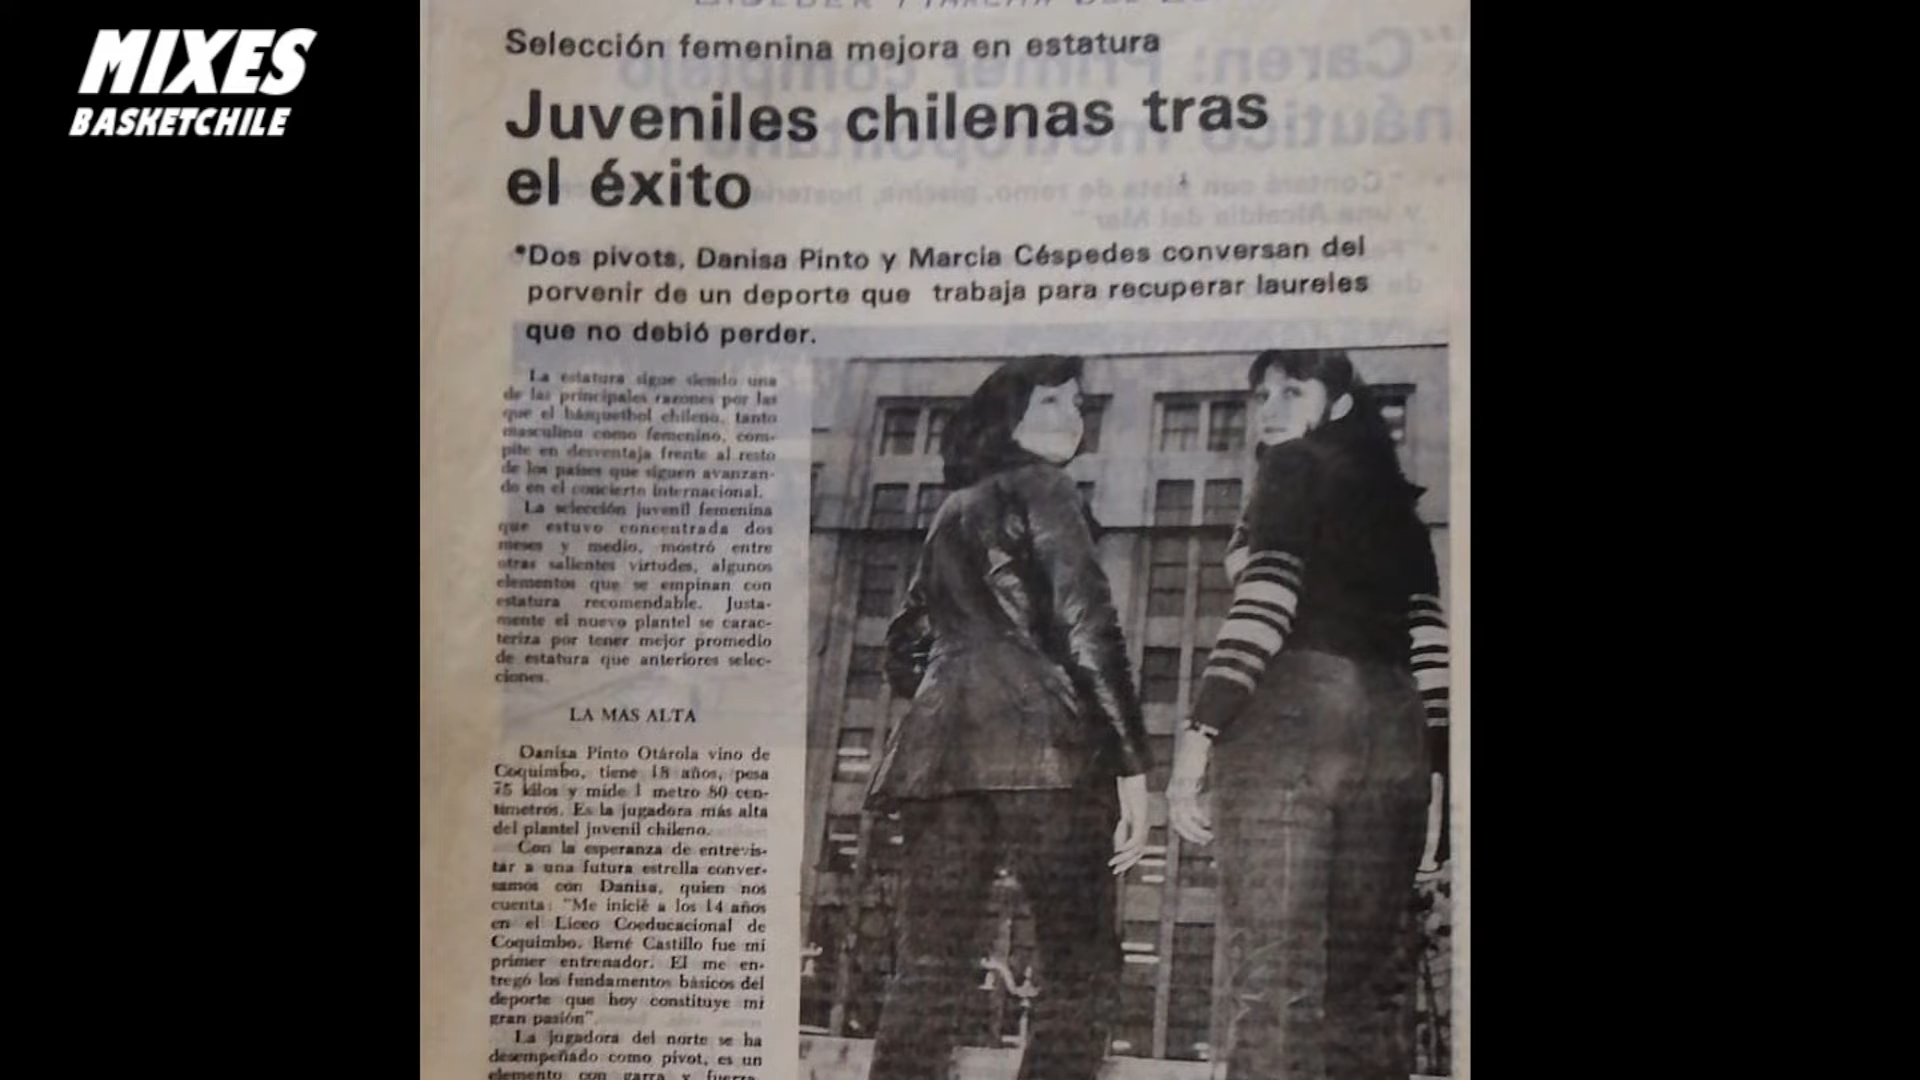 MIXES
BASKETCHILE
Selección femenina mejora en estatura
Juveniles chilenas tras
el éxito
*Dos pivots, Danisa Pinto y Marcia Céspedes conversan del
porvenir de un deporte que trabaja para recuperar laureles
que no debió perder.
La estatura sigue siendo una
de las principales razones por las
que el básquetbol chileno, tanto
masculino como femenino, com-
pite en desventaja frente al resto
de los países que siguen avanzan-
do en el concierto internacional.
La selección juvenil femenina
que estuvo concentrada dos
meses y medio, mostró entre
otras salientes virtudes, algunos
elementos que se empinan con
estatura recomendable. Justa-
mente el nuevo plantel se carac-
teriza por tener mejor promedio
de estatura que anteriores selec-
ciones.
LA MAS ALTA
Danisa Pinto Otárola vino de
Coquimbo, tiene 18 años, pesa
75 kilos y mide 1 metro 80 cen-
tímetros. Es la jugadora más alta
del plantel juvenil chileno.
Con la esperanza de entrevis-
tar a una futura estrella conver-
samos con Danisa, quien nos
cuenta: "Me inicié a los 14 años
en el Liceo Coeducacional de
Coquimbo. René Castillo fue mi
primer entrenador. El me en-
tregó los fundamentos básicos del
deporte que hoy constituye mi
gran pasión".
La jugadora del norte se ha
desempeñado como pivot, es un
elemento con garra y fuerza